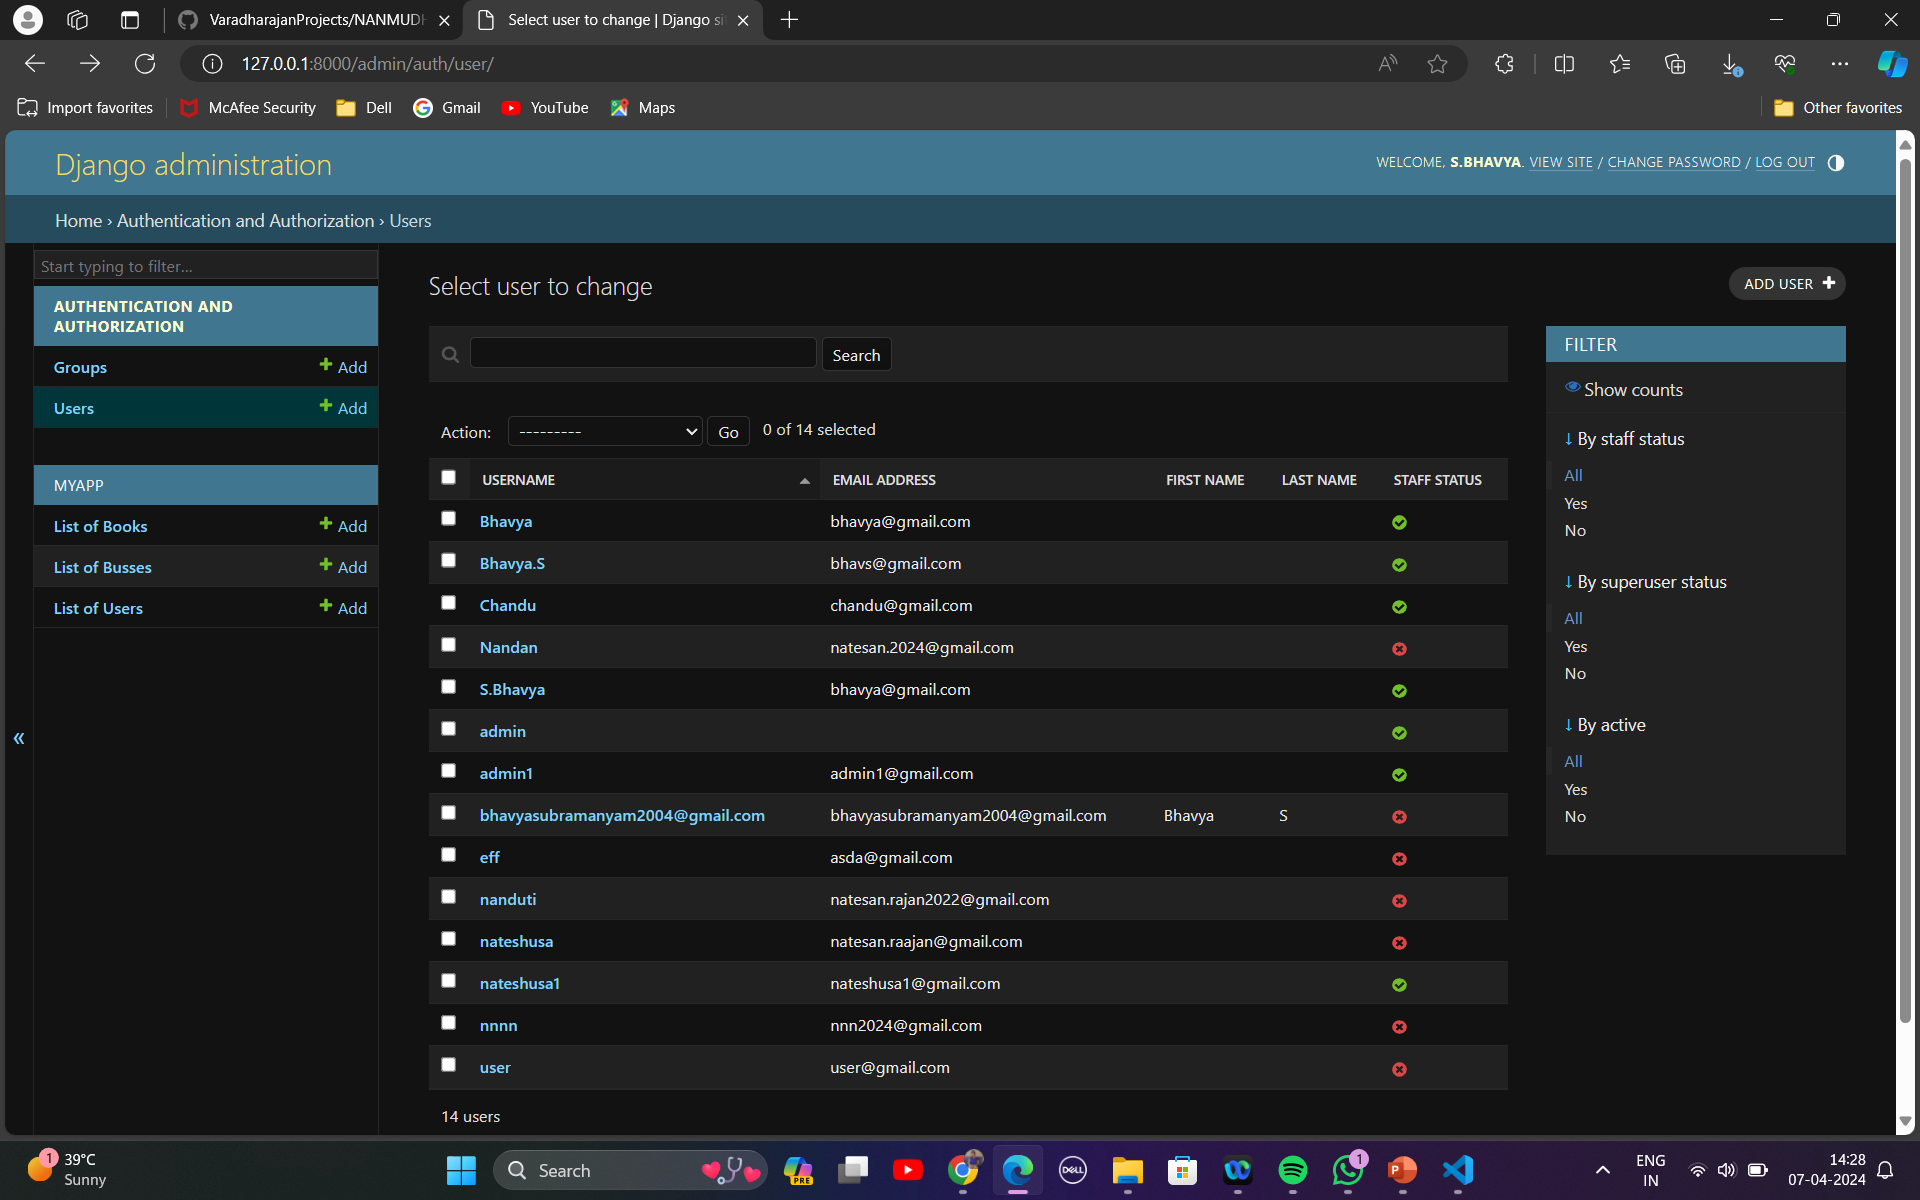 VaradharajanProjects/NANMUDH
Select user to change | Django si
127.0.0.1:8000/admin/auth/user/
Import favorites
McAfee Security
Dell
Gmail
YouTube
Maps
Other favorites
Django administration
WELCOME, S.BHAVYA. VIEW SITE / CHANGE PASSWORD / LOG OUT
Home › Authentication and Authorization › Users
Start typing to filter...
AUTHENTICATION AND
AUTHORIZATION
Groups Add
Users Add
MYAPP
List of Books Add
List of Busses Add
List of Users Add
«
Select user to change
ADD USER
Search
Action: --------- Go 0 of 14 selected
USERNAME EMAIL ADDRESS FIRST NAME LAST NAME STAFF STATUS
Bhavya bhavya@gmail.com
Bhavya.S bhavs@gmail.com
Chandu chandu@gmail.com
Nandan natesan.2024@gmail.com
S.Bhavya bhavya@gmail.com
admin
admin1 admin1@gmail.com
bhavyasubramanyam2004@gmail.com bhavyasubramanyam2004@gmail.com Bhavya S
eff asda@gmail.com
nanduti natesan.rajan2022@gmail.com
nateshusa natesan.raajan@gmail.com
nateshusa1 nateshusa1@gmail.com
nnnn nnn2024@gmail.com
user user@gmail.com
14 users
FILTER
Show counts
↓ By staff status
All
Yes
No
↓ By superuser status
All
Yes
No
↓ By active
All
Yes
No
1
39°C
Sunny
Search
PRE
DELL
1
ENG
IN
14:28
07-04-2024